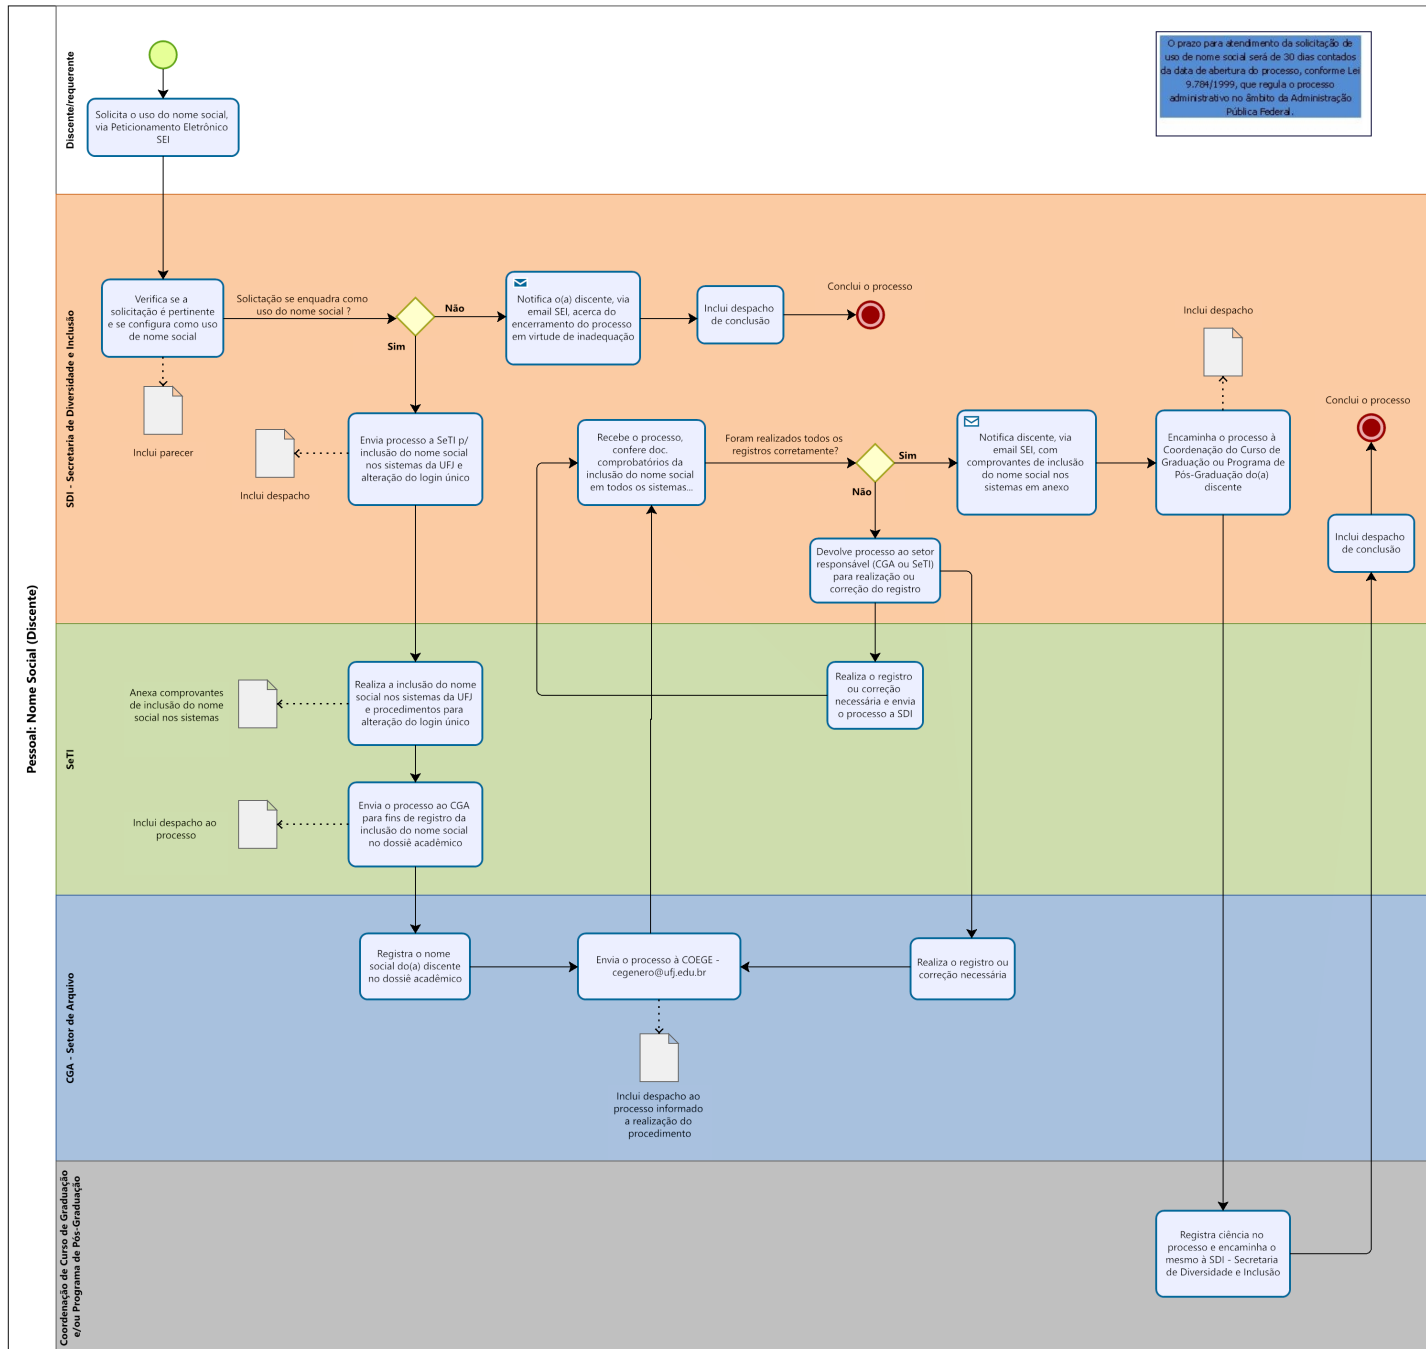 Pessoal: Nome Social (Discente)
Discente/requerente
Solicita o uso do nome social,
via Peticionamento Eletrônico
SEI
O prazo para atendimento da solicitação de
uso de nome social será de 30 dias contados
da data de abertura do processo, conforme Lei
9.784/1999, que regula o processo
administrativo no âmbito da Administração
Pública Federal.
SDI - Secretaria de Diversidade e Inclusão
Verifica se a
solicitação é pertinente
e se configura como uso
de nome social
Inclui parecer
Solictação se enquadra como
uso do nome social ?
Não
Sim
Notifica o(a) discente, via
email SEI, acerca do
encerramento do processo
em virtude de inadequação
Inclui despacho
de conclusão
Conclui o processo
Envia processo a SeTI p/
inclusão do nome social
nos sistemas da UFJ e
alteração do login único
Inclui despacho
Recebe o processo,
confere doc.
comprobatórios da
inclusão do nome social
em todos os sistemas...
Foram realizados todos os
registros corretamente?
Sim
Não
Notifica discente, via
email SEI, com
comprovantes de inclusão
do nome social nos
sistemas em anexo
Inclui despacho
Encaminha o processo à
Coordenação do Curso de
Graduação ou Programa de
Pós-Graduação do(a)
discente
Conclui o processo
Inclui despacho
de conclusão
Devolve processo ao setor
responsável (CGA ou SeTI)
para realização ou
correção do registro
SeTI
Realiza a inclusão do nome
social nos sistemas da UFJ
e procedimentos para
alteração do login único
Anexa comprovantes
de inclusão do nome
social nos sistemas
Realiza o registro
ou correção
necessária e envia
o processo a SDI
Envia o processo ao CGA
para fins de registro da
inclusão do nome social
no dossiê acadêmico
Inclui despacho ao
processo
CGA - Setor de Arquivo
Registra o nome
social do(a) discente
no dossiê acadêmico
Envia o processo à COEGE -
cegenero@ufj.edu.br
Realiza o registro ou
correção necessária
Inclui despacho ao
processo informado
a realização do
procedimento
Coordenação de Curso de Graduação
e/ou Programa de Pós-Graduação
Registra ciência no
processo e encaminha o
mesmo à SDI - Secretaria
de Diversidade e Inclusão